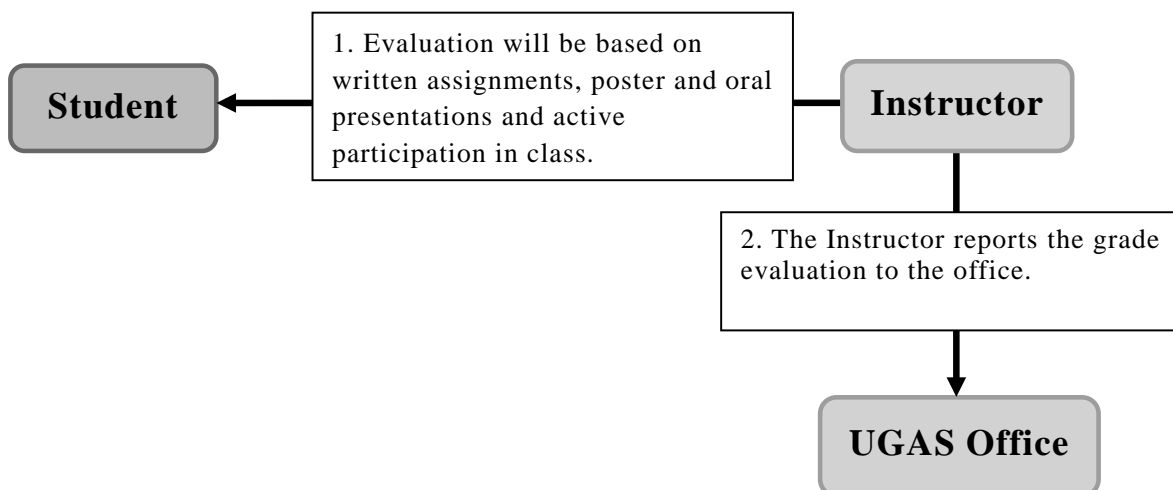 Student
1. Evaluation will be based on
written assignments, poster and oral
presentations and active
participation in class.
Instructor
2. The Instructor reports the grade
evaluation to the office.
UGAS Office